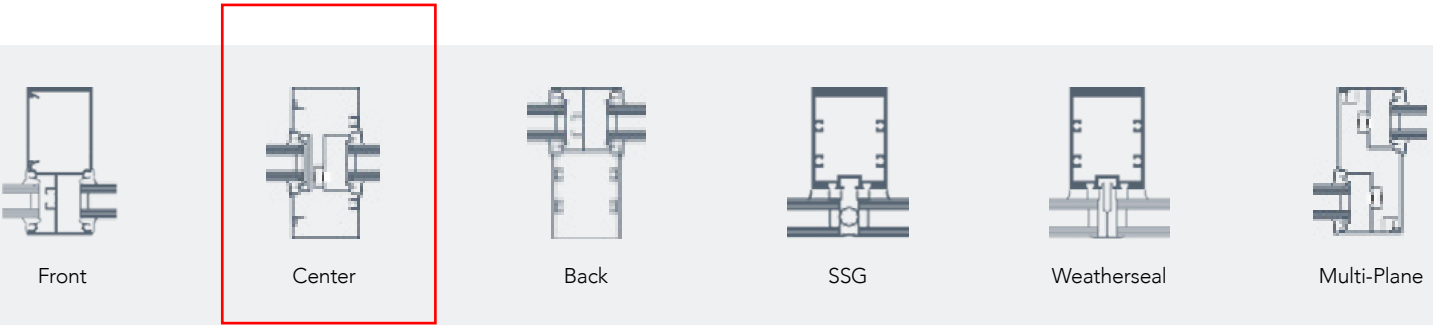 Front
Center
Back
SSG
Weatherseal
Multi-Plane